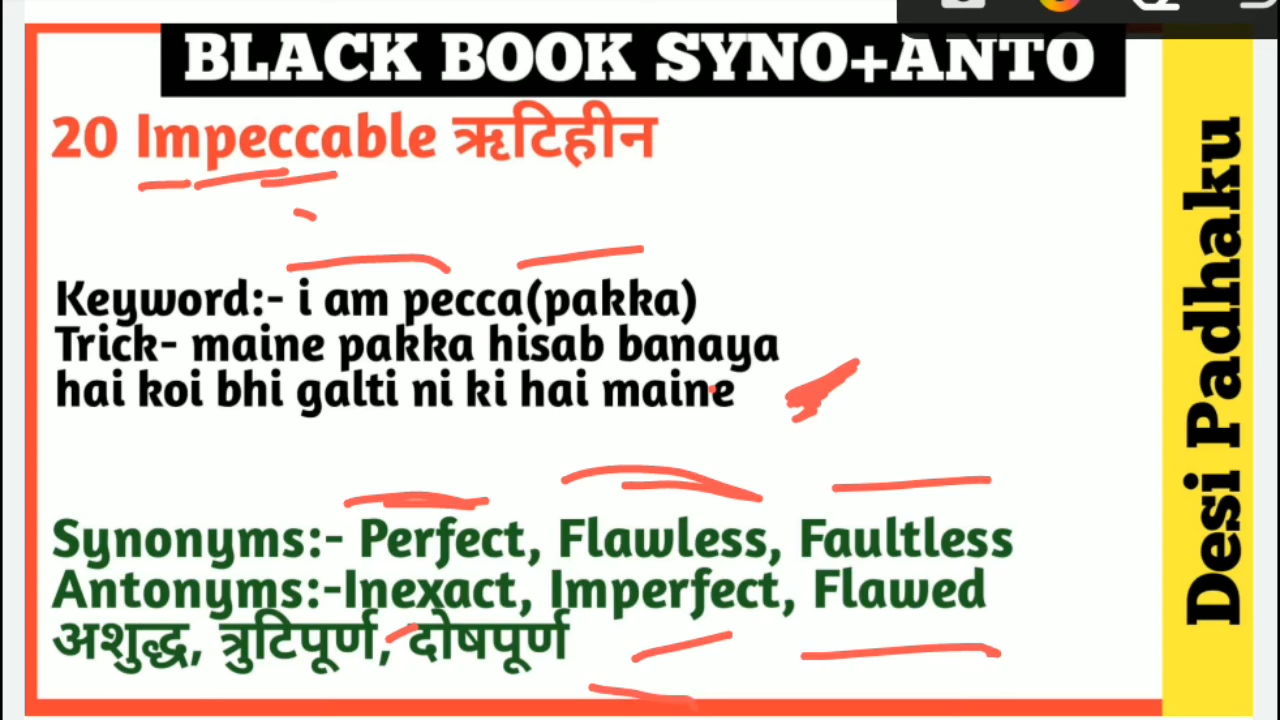 BLACK BOOK SYNO+ANTO
20 Impeccable ऋटिहीन
Keyword:- i am pecca(pakka)
Trick- maine pakka hisab banaya
hai koi bhi galti ni ki hai maine
Synonyms:- Perfect, Flawless, Faultless
Antonyms:-Inexact, Imperfect, Flawed
अशुद्ध, त्रुटिपूर्ण, दोषपूर्ण
Desi Padhaku